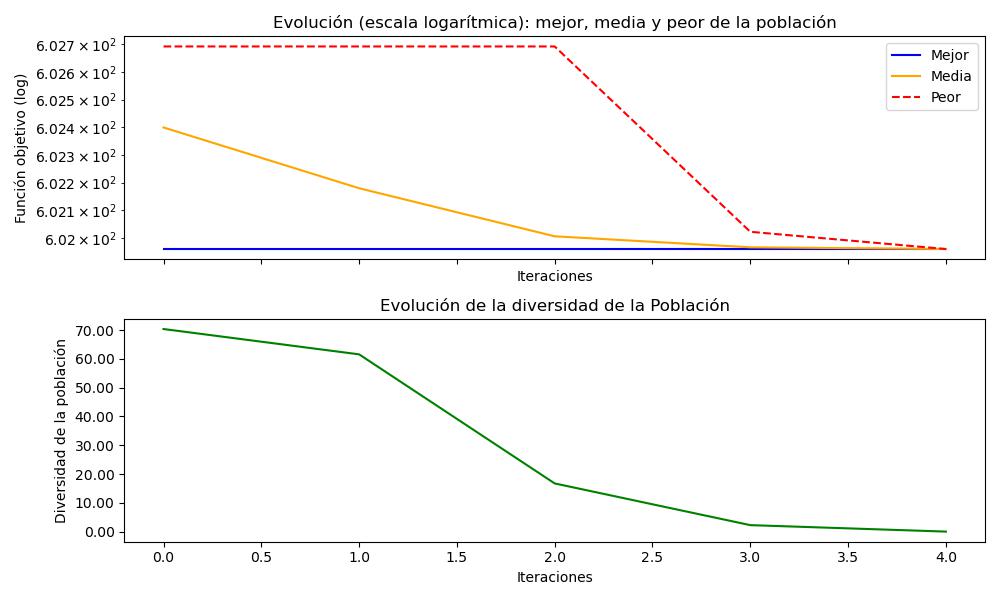 Evolución (escala logarítmica): mejor, media y peor de la población
Función objetivo (log)
6.027 × 10²
6.026 × 10²
6.025 × 10²
6.024 × 10²
6.023 × 10²
6.022 × 10²
6.021 × 10²
6.02 × 10²
Mejor
Media
Peor
Iteraciones
Evolución de la diversidad de la Población
Diversidad de la población
70.00
60.00
50.00
40.00
30.00
20.00
10.00
0.00
0.0 0.5 1.0 1.5 2.0 2.5 3.0 3.5 4.0
Iteraciones